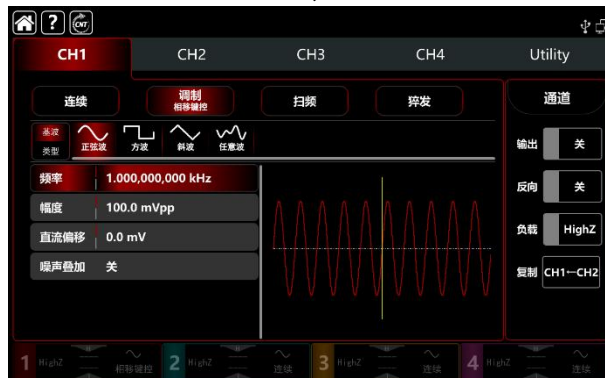 ? CNT
CH1 CH2 CH3 CH4 Utility
连续 调制 扫频 猝发 通道
相移键控
基波
类型
正弦波 方波 斜波 任意波
输出 关
频率 1.000,000,000 kHz
反向 关
幅度 100.0 mVpp
直流偏移 0.0 mV
负载 HighZ
噪声叠加 关
复制 CH1←CH2
1 HighZ 相移键控 2 HighZ 连续 3 HighZ 连续 4 HighZ 连续